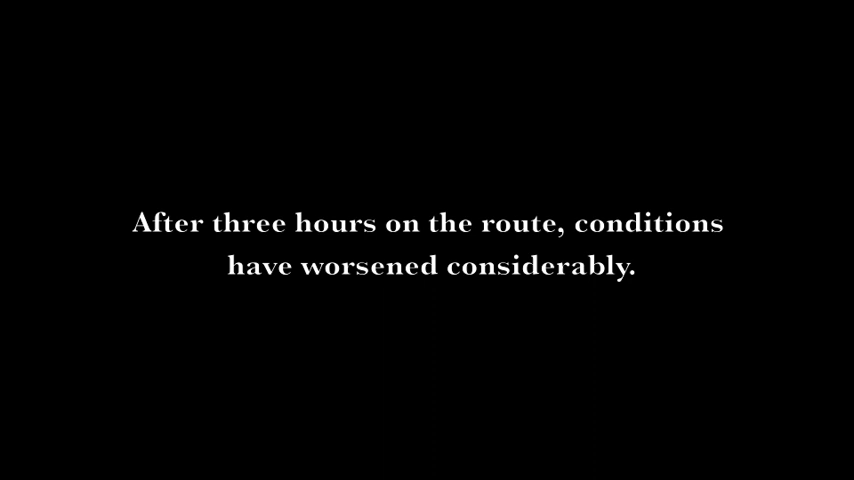 After three hours on the route, conditions
have worsened considerably.